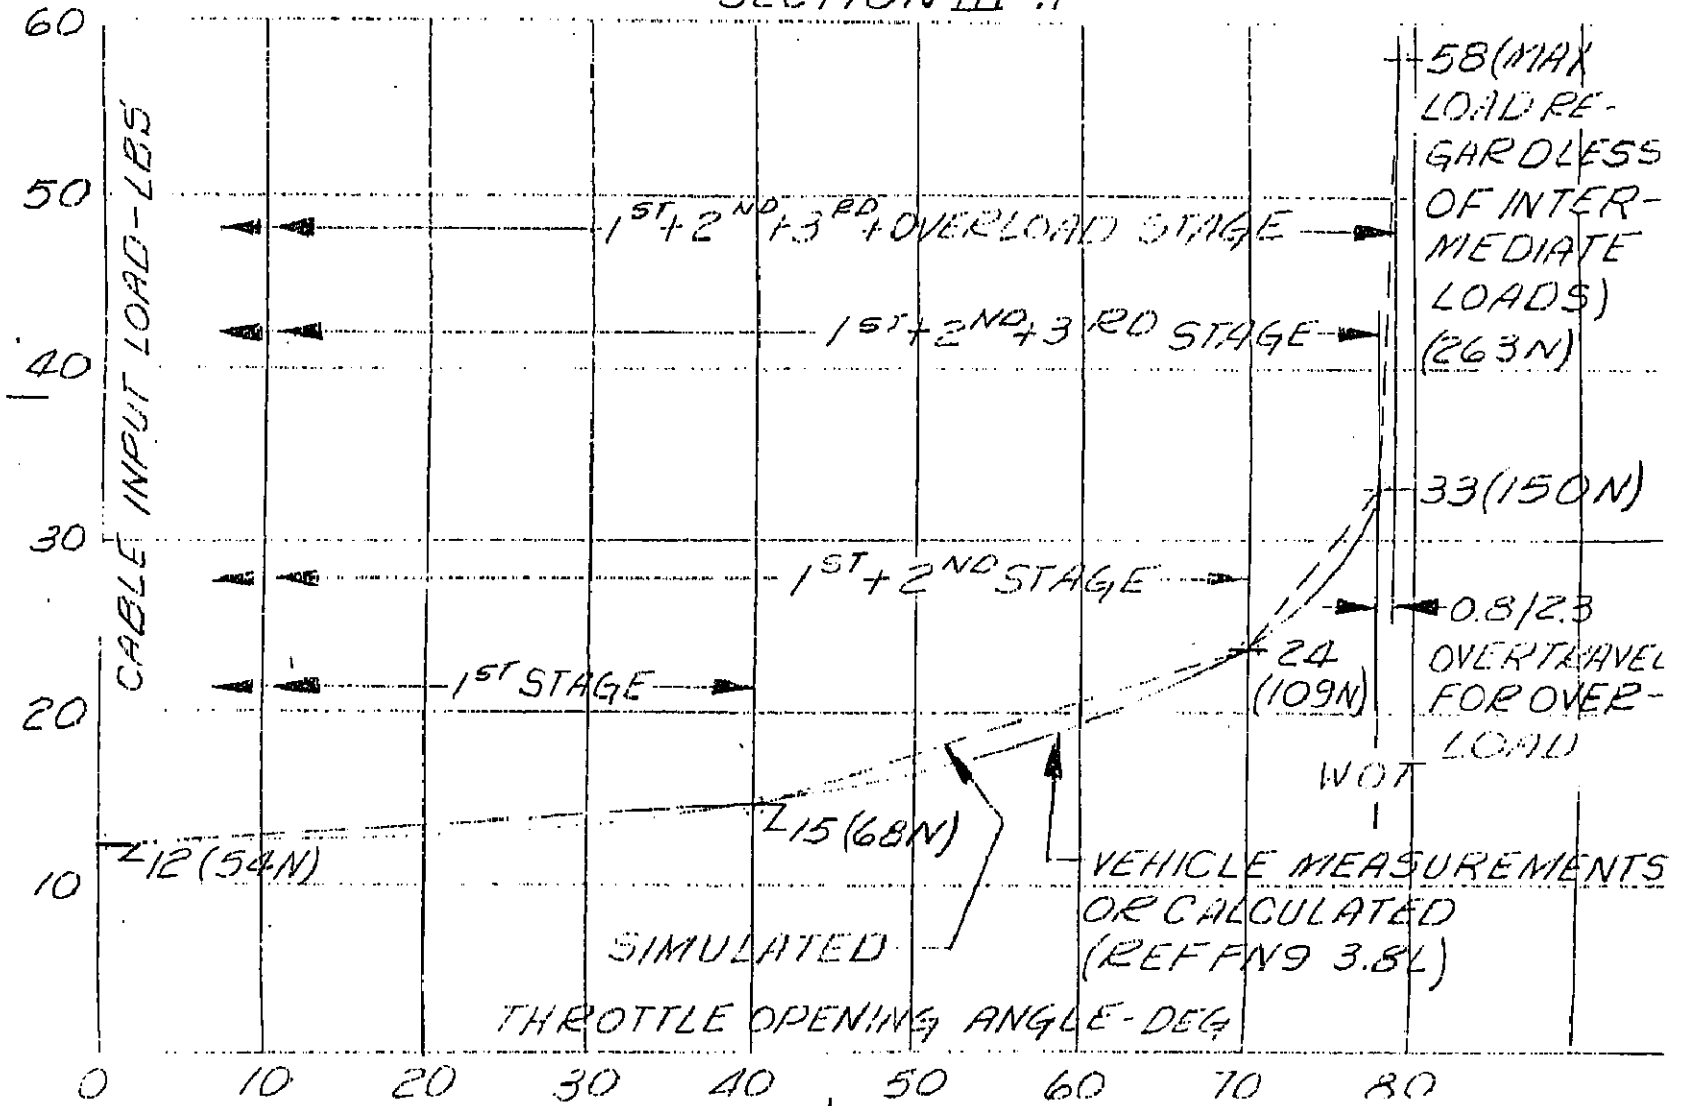 SECTION III
60
50
40
30
20
10
CABLE INPUT LOAD-LBS
58 (MAX
LOAD RE-
GARDLESS
OF INTER-
MEDIATE
LOADS)
(263N)
1ST + 2ND + 3RD + OVERLOAD STAGE
1ST + 2ND + 3RD STAGE
33 (150N)
1ST + 2ND STAGE
0.8/2.3
OVERTRAVEL
FOR OVER-
LOAD
24
(109N)
1ST STAGE
WOT
15 (68N)
12 (54N)
VEHICLE MEASUREMENTS
OR CALCULATED
(REF FN9 3.8L)
SIMULATED
THROTTLE OPENING ANGLE-DEG
0 10 20 30 40 50 60 70 80